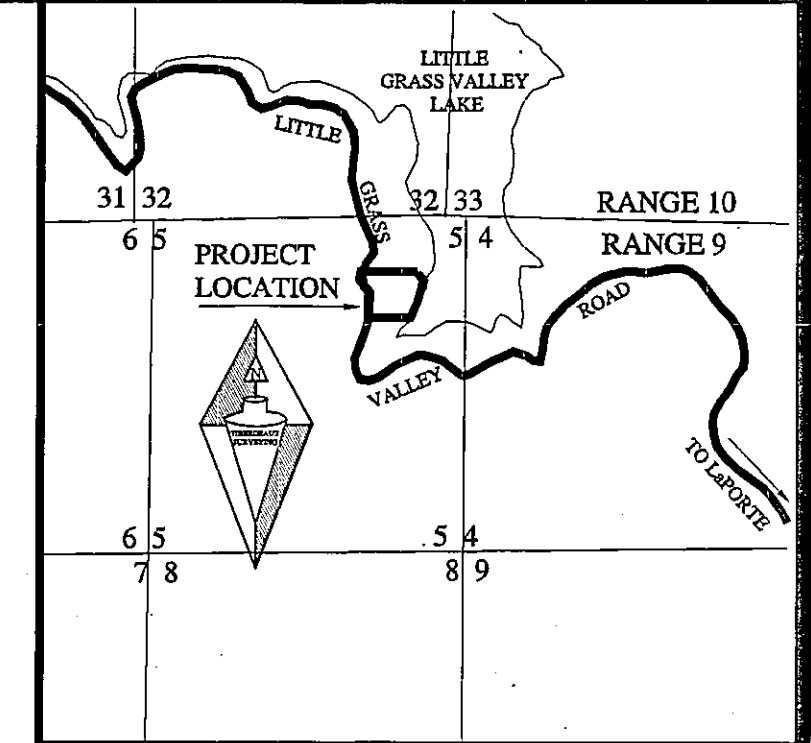 LITTLE
GRASS VALLEY
LAKE
LITTLE
GRASS
31 32
32 33
RANGE 10
6 5
5 4
RANGE 9
PROJECT
LOCATION
ROAD
VALLEY
N
SURVEYING
TO LaPORTE
6 5
5 4
7 8
8 9